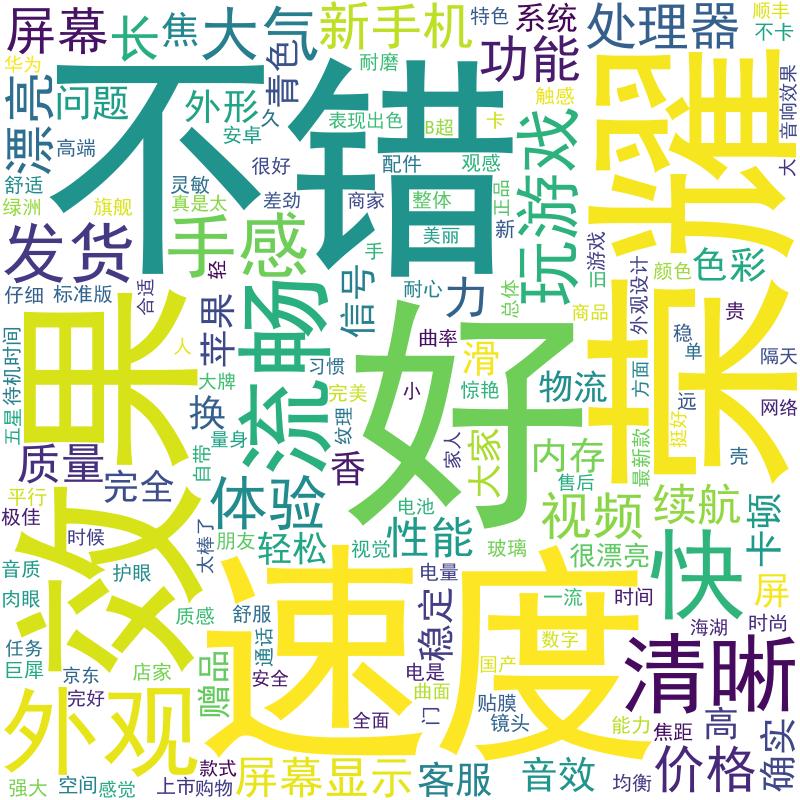 屏幕
长
焦
大气
新手机
特色
系统
处理器
顺丰
不卡
华为
耐磨
功能
漂亮
问题
外形
青色
安卓
久
表现出色
B超
卡
触感
玩游戏
荣耀
音响效果
大
高端
很好
不错
配件
观感
舒适
灵敏
差劲
商家
整体
正品
绿洲
旗舰
真是太
美丽
新
发货
手感
轻
手
信号
耐心
力
总体
一游戏
外观设计
颜色
色彩
仔细
标准版
合适
苹果
流畅
曲率
滑
商品
贵
稳
单
隔天
五星
待机时间
效果
人
大牌
习惯
完美
纹理
小
好
惊艳
物流
方面
远
网络
换
量身
自带
香
家人
大家
内存
最新款
挺好
壳
质量
完全
体验
售后
平行
极佳
时候
太棒了
朋友
轻松
视觉
电池
性能
玻璃
视频
很漂亮
续航
卡顿
音质
护眼
肉眼
质感
舒服
通话
速度
电量
稳定
一流
时间
快
屏
海湖
时尚
任务
巨犀
京东
店家
赠品
安全
电是
数字
国产
清晰
完好
外观
全面
曲面
门
贴膜
镜头
能力
焦距
高
确实
强大
空间
感觉
上市
款式
购物
屏幕显示
客服
音效
均衡
价格